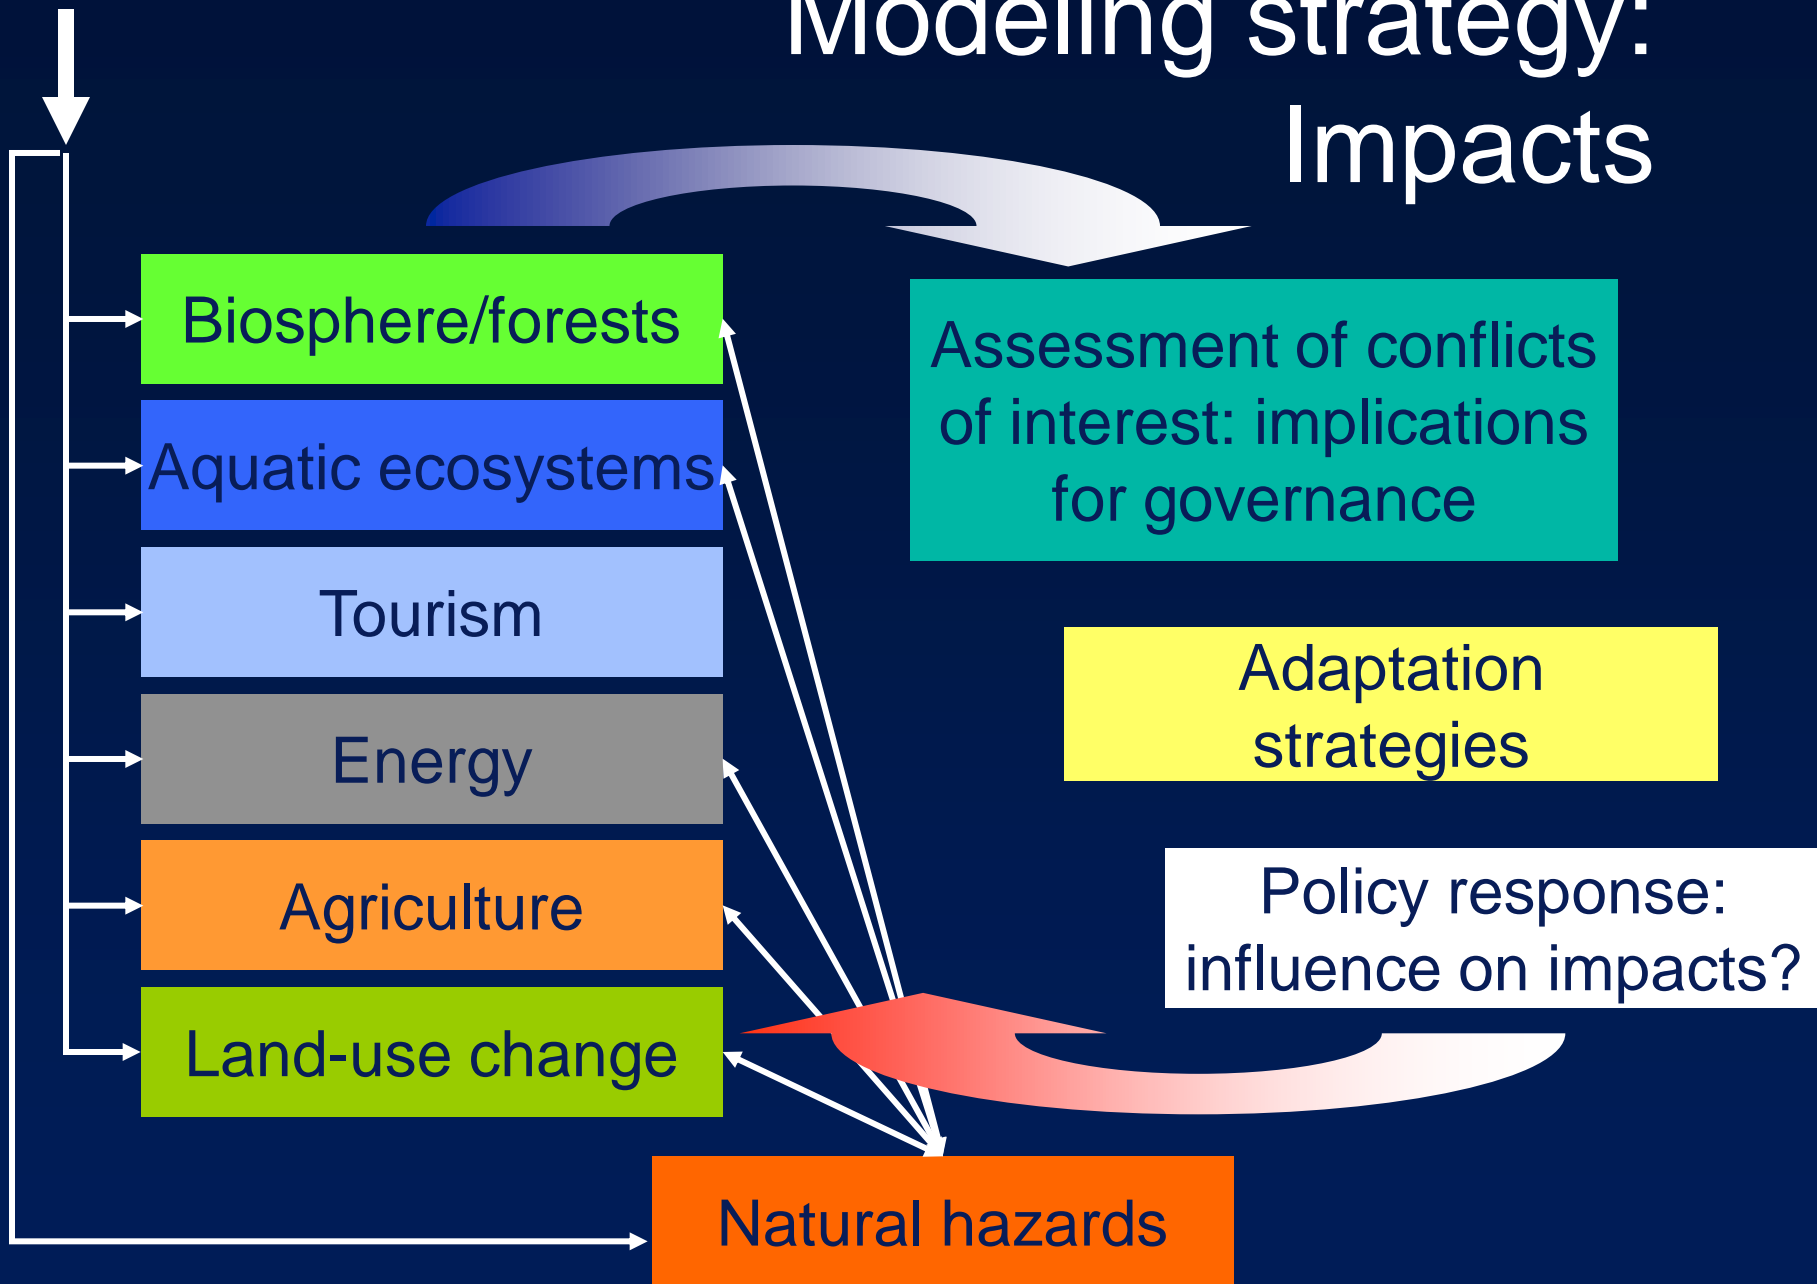 Modeling strategy:
Impacts
Biosphere/forests
Aquatic ecosystems
Tourism
Energy
Agriculture
Land-use change
Assessment of conflicts
of interest: implications
for governance
Adaptation
strategies
Policy response:
influence on impacts?
Natural hazards